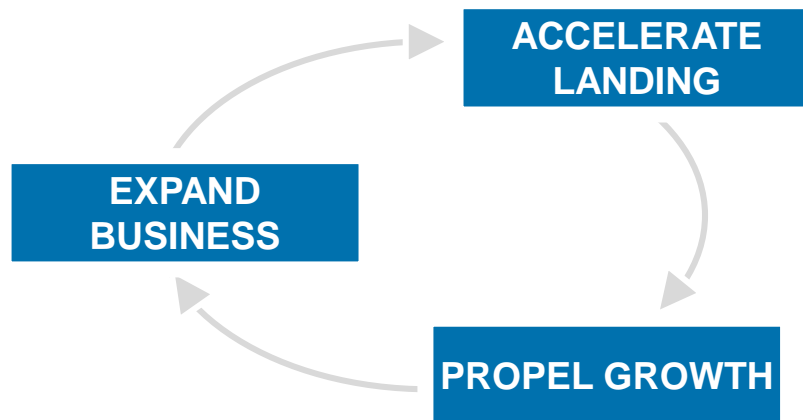 ACCELERATE
LANDING
EXPAND
BUSINESS
PROPEL GROWTH